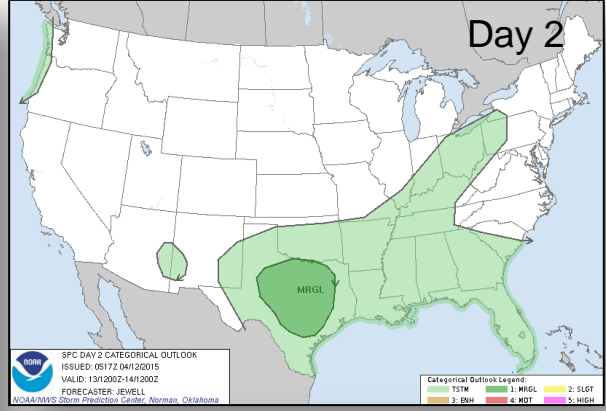 Day 2
MRGL
NOAA
SPC DAY 2 CATEGORICAL OUTLOOK
ISSUED: 0517Z 04/12/2015
VALID: 13/1200Z-14/1200Z
FORECASTER: JEWELL
NOAA/NWS Storm Prediction Center, Norman, Oklahoma
Categorical Outlook Legend:
TSTM 1: MRGL 2: SLGT
3: ENH 4: MDT 5: HIGH